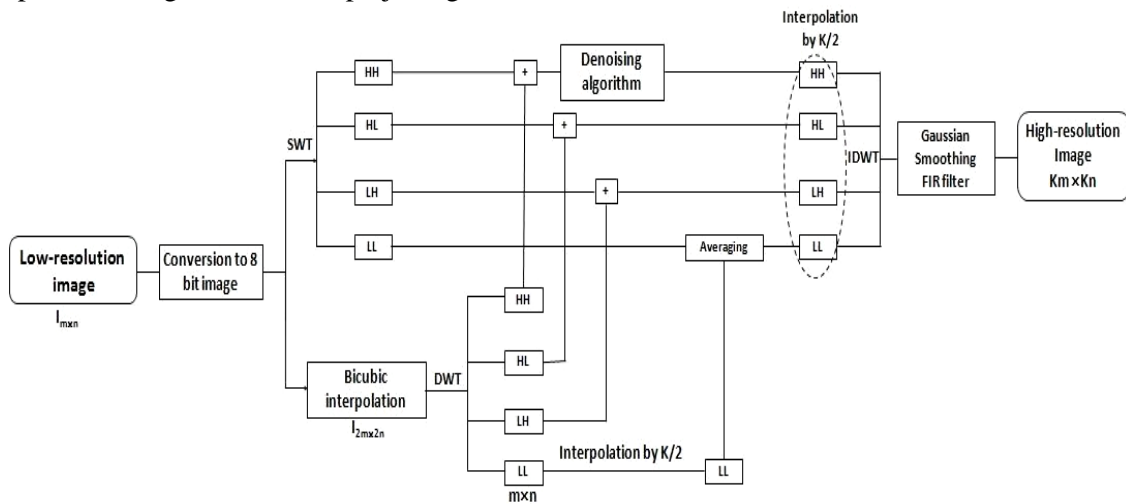 Interpolation
by K/2
HH
+
Denoising
algorithm
HH
HL
+
HL
SWT
IDWT
Gaussian
Smoothing
FIR filter
High-resolution
Image
Km×Kn
LH
+
LH
LL
Averaging
LL
Low-resolution
image
Imxn
Conversion to 8
bit image
HH
HL
Bicubic
interpolation
I2mx2n
DWT
LH
LL
Interpolation by K/2
LL
m×n